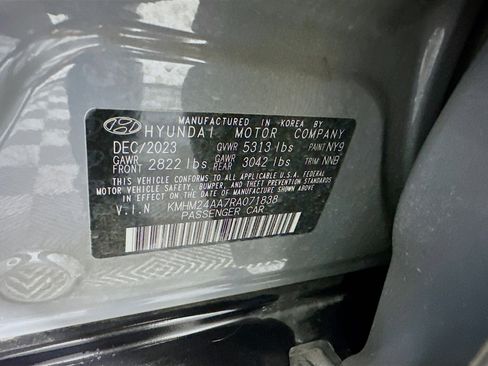 MANUFACTURED IN KOREA BY
HYUNDAI MOTOR COMPANY
DEC/2023 GVWR 5313 lbs PAINT NY9
GAWR FRONT 2822 lbs GAWR REAR 3042 lbs TRIM NNB
THIS VEHICLE CONFORMS TO ALL APPLICABLE U.S. FEDERAL
MOTOR VEHICLE SAFETY, BUMPER, AND THEFT PREVENTION
STANDARDS IN EFFECT ON THE DATE OF MANUFACTURE
SHOWN ABOVE.
V.I.N KMHM24AA7RA071838
PASSENGER CAR